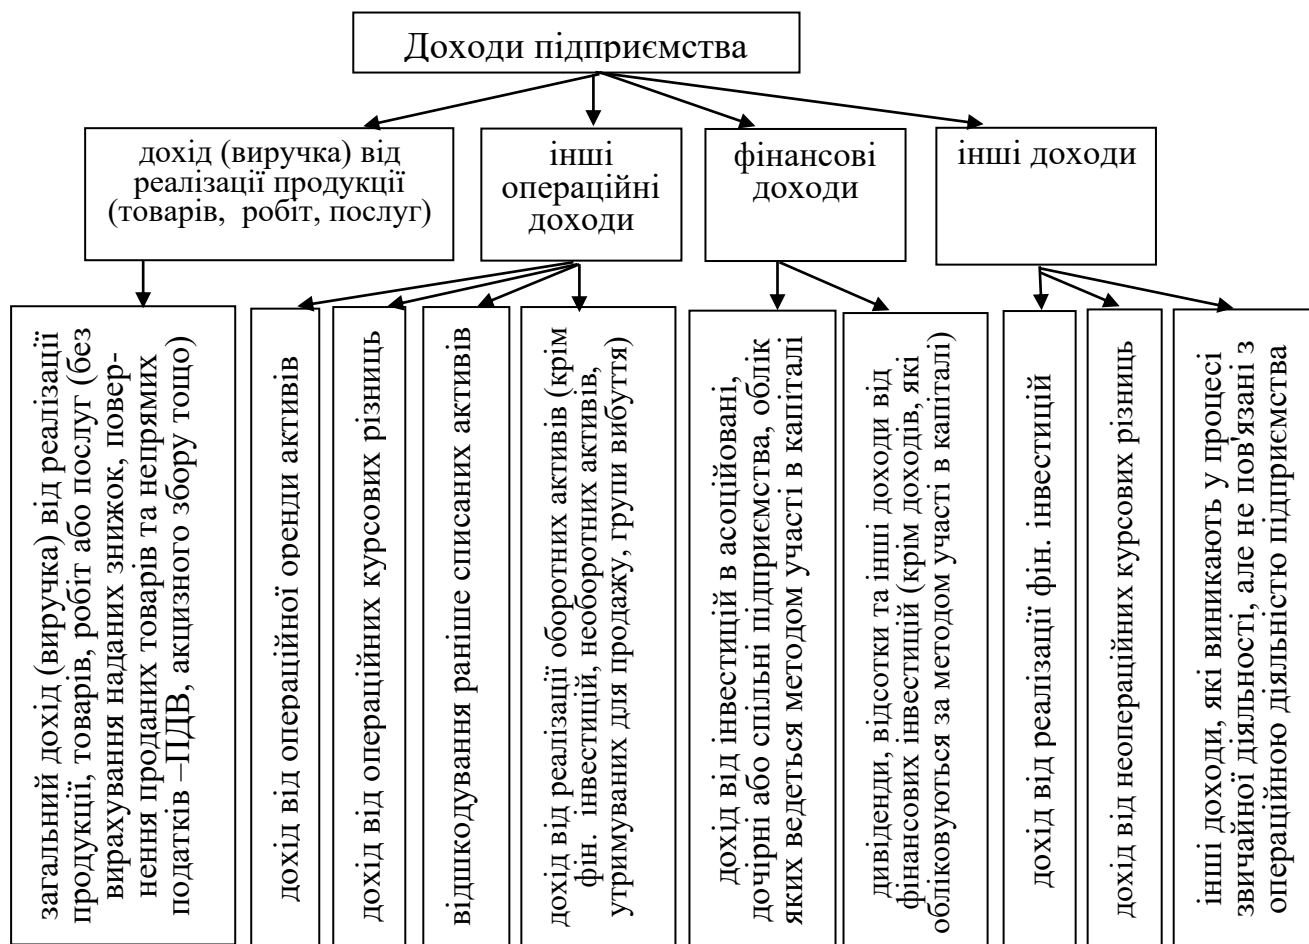 Доходи підприємства
дохід (виручка) від
реалізації продукції
(товарів, робіт, послуг)
інші
операційні
доходи
фінансові
доходи
інші доходи
загальний дохід (виручка) від реалізації
продукції, товарів, робіт або послуг (без
вирахування наданих знижок, повер-
нення проданих товарів та непрямих
податків –ПДВ, акцизного збору тощо)
дохід від операційної оренди активів
дохід від операційних курсових різниць
відшкодування раніше списаних активів
дохід від реалізації оборотних активів (крім
фін. інвестицій, необоротних активів,
утримуваних для продажу, групи вибуття)
дохід від інвестицій в асоційовані,
дочірні або спільні підприємства, облік
яких ведеться методом участі в капіталі
дивіденди, відсотки та інші доходи від
фінансових інвестицій (крім доходів, які
обліковуються за методом участі в капіталі)
дохід від реалізації фін. інвестицій
дохід від неопераційних курсових різниць
інші доходи, які виникають у процесі
звичайної діяльності, але не пов'язані з
операційною діяльністю підприємства